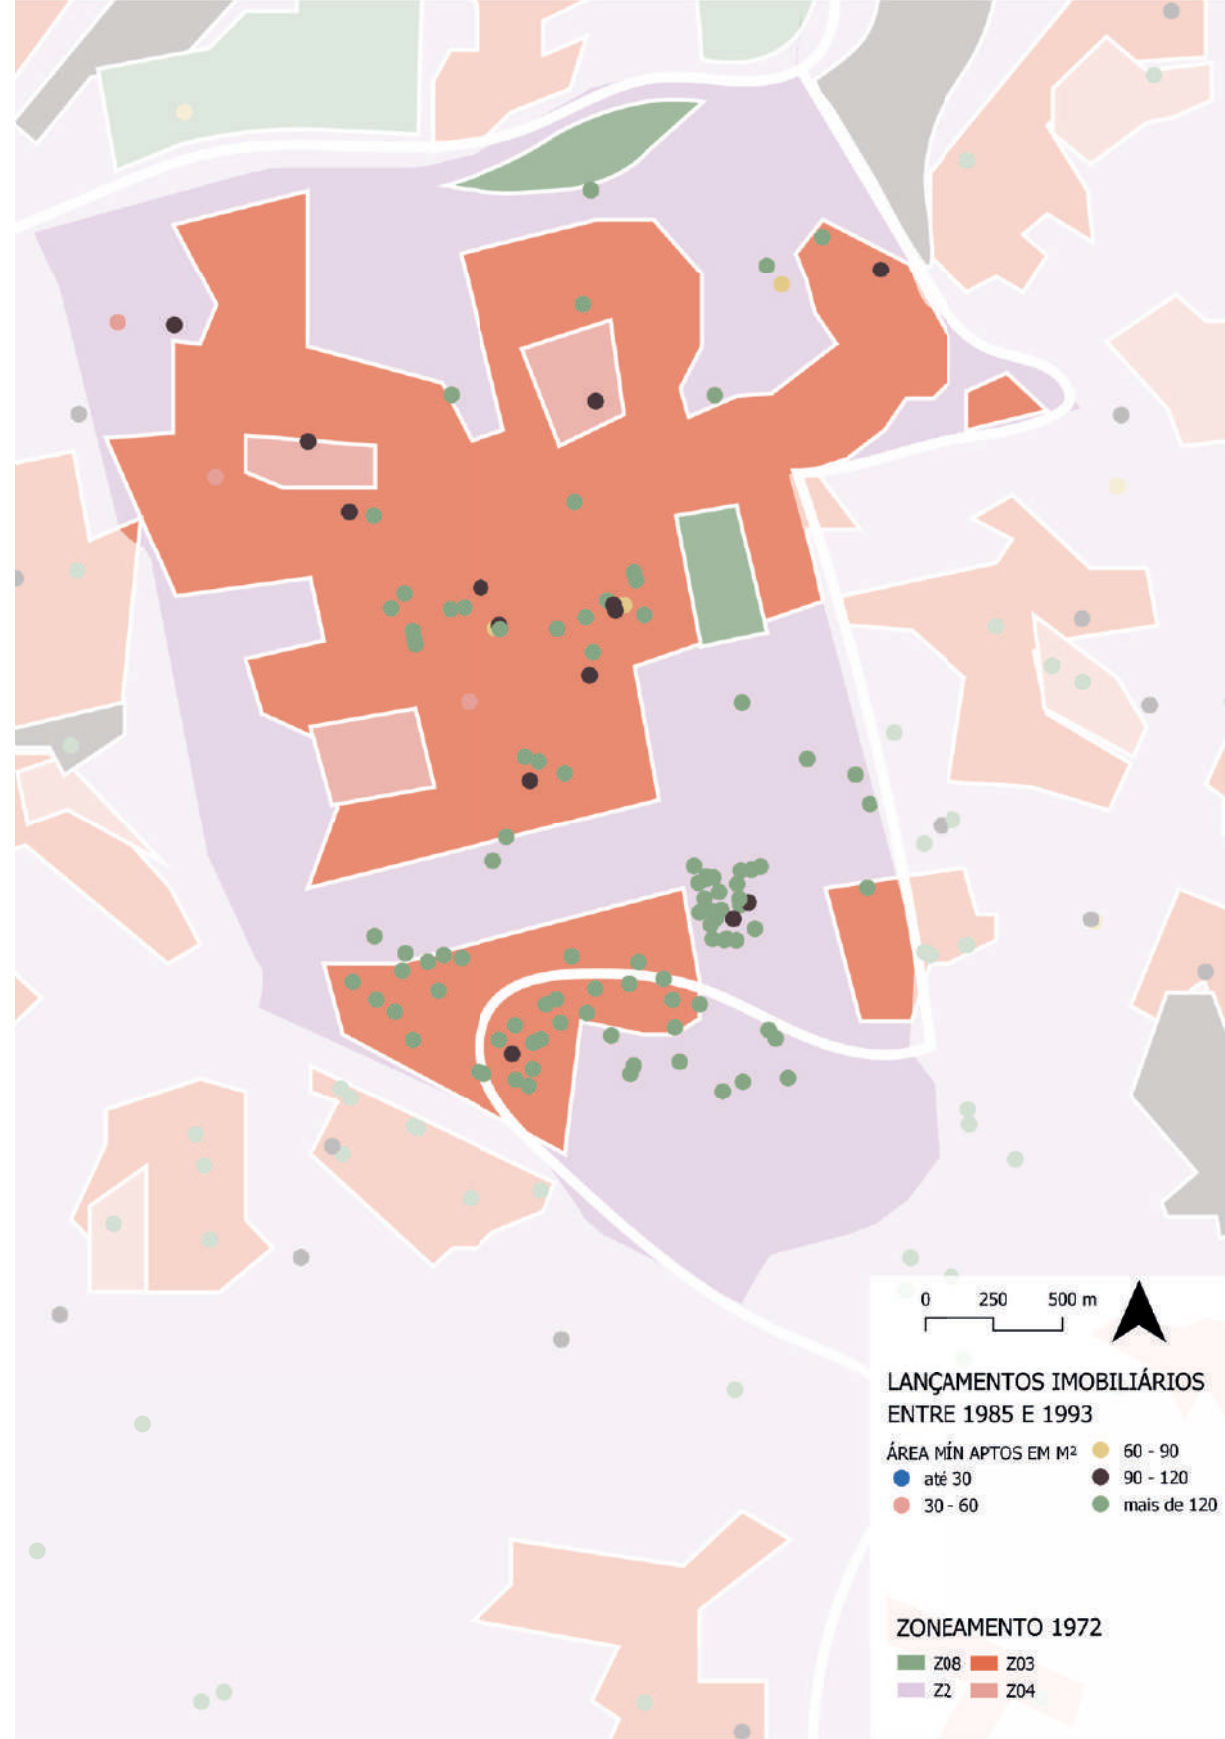 0 250 500 m
LANÇAMENTOS IMOBILIÁRIOS
ENTRE 1985 E 1993
ÁREA MÍN APTOS EM M²
até 30
30 - 60
60 - 90
90 - 120
mais de 120
ZONEAMENTO 1972
Z08
Z2
Z03
Z04